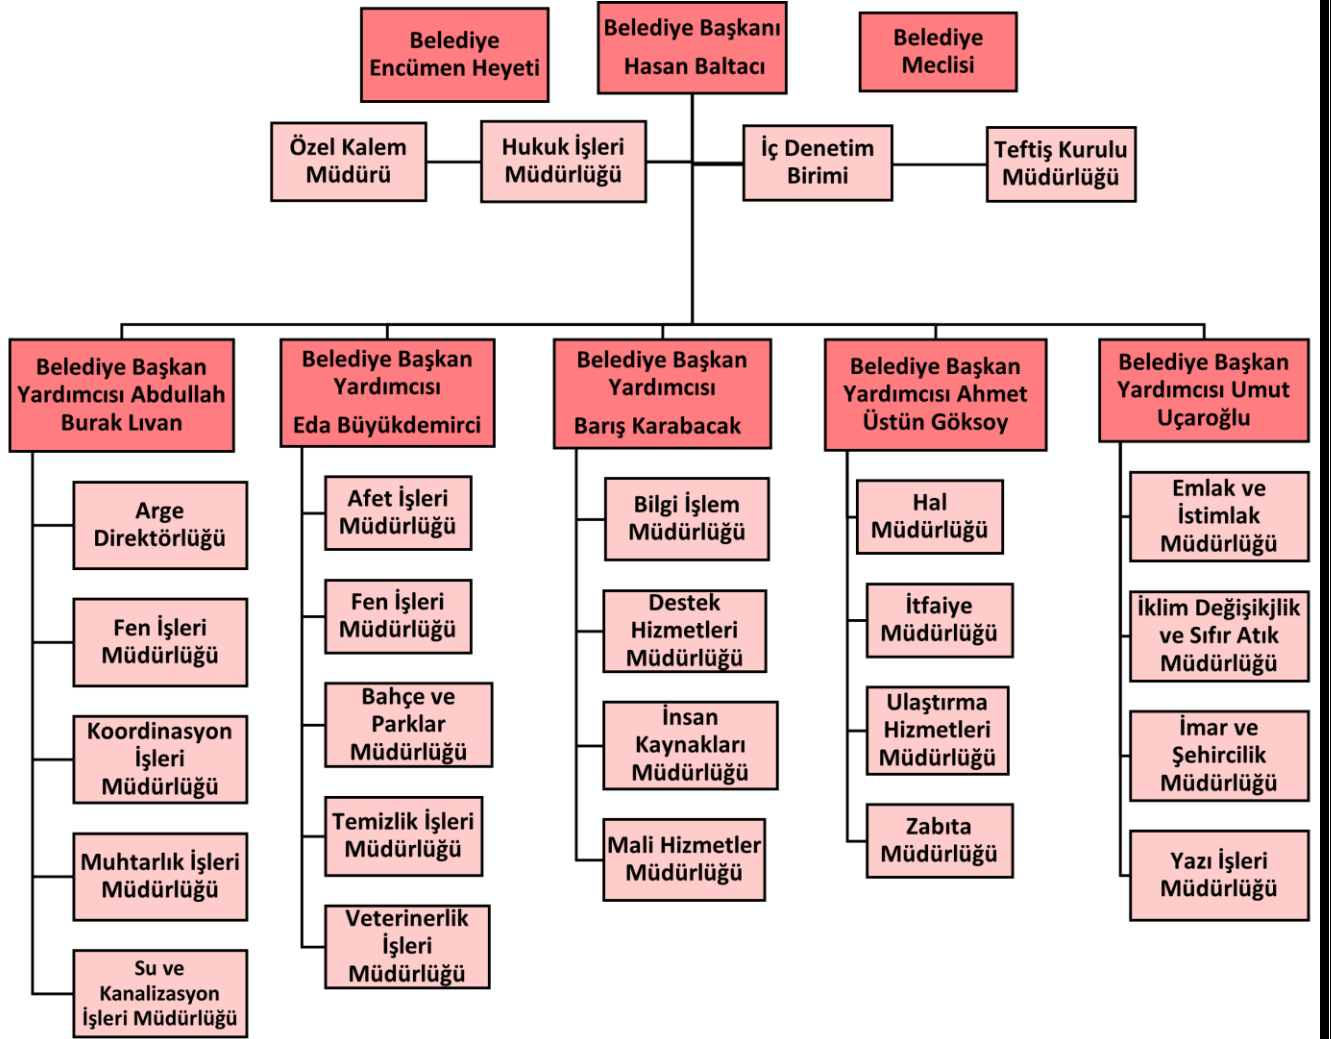 Belediye
Encümen Heyeti
Belediye Başkanı
Hasan Baltacı
Belediye
Meclisi
Özel Kalem
Müdürü
Hukuk İşleri
Müdürlüğü
İç Denetim
Birimi
Teftiş Kurulu
Müdürlüğü
Belediye Başkan
Yardımcısı Abdullah
Burak Lıvan
Arge
Direktörlüğü
Fen İşleri
Müdürlüğü
Koordinasyon
İşleri
Müdürlüğü
Muhtarlık İşleri
Müdürlüğü
Su ve
Kanalizasyon
İşleri Müdürlüğü
Belediye Başkan
Yardımcısı
Eda Büyükdemirci
Afet İşleri
Müdürlüğü
Fen İşleri
Müdürlüğü
Bahçe ve
Parklar
Müdürlüğü
Temizlik İşleri
Müdürlüğü
Veterinerlik
İşleri
Müdürlüğü
Belediye Başkan
Yardımcısı
Barış Karabacak
Bilgi İşlem
Müdürlüğü
Destek
Hizmetleri
Müdürlüğü
İnsan
Kaynakları
Müdürlüğü
Mali Hizmetler
Müdürlüğü
Belediye Başkan
Yardımcısı Ahmet
Üstün Göksoy
Hal
Müdürlüğü
İtfaiye
Müdürlüğü
Ulaştırma
Hizmetleri
Müdürlüğü
Zabıta
Müdürlüğü
Belediye Başkan
Yardımcısı Umut
Uçaroğlu
Emlak ve
İstimlak
Müdürlüğü
İklim Değişikjlik
ve Sıfır Atık
Müdürlüğü
İmar ve
Şehircilik
Müdürlüğü
Yazı İşleri
Müdürlüğü